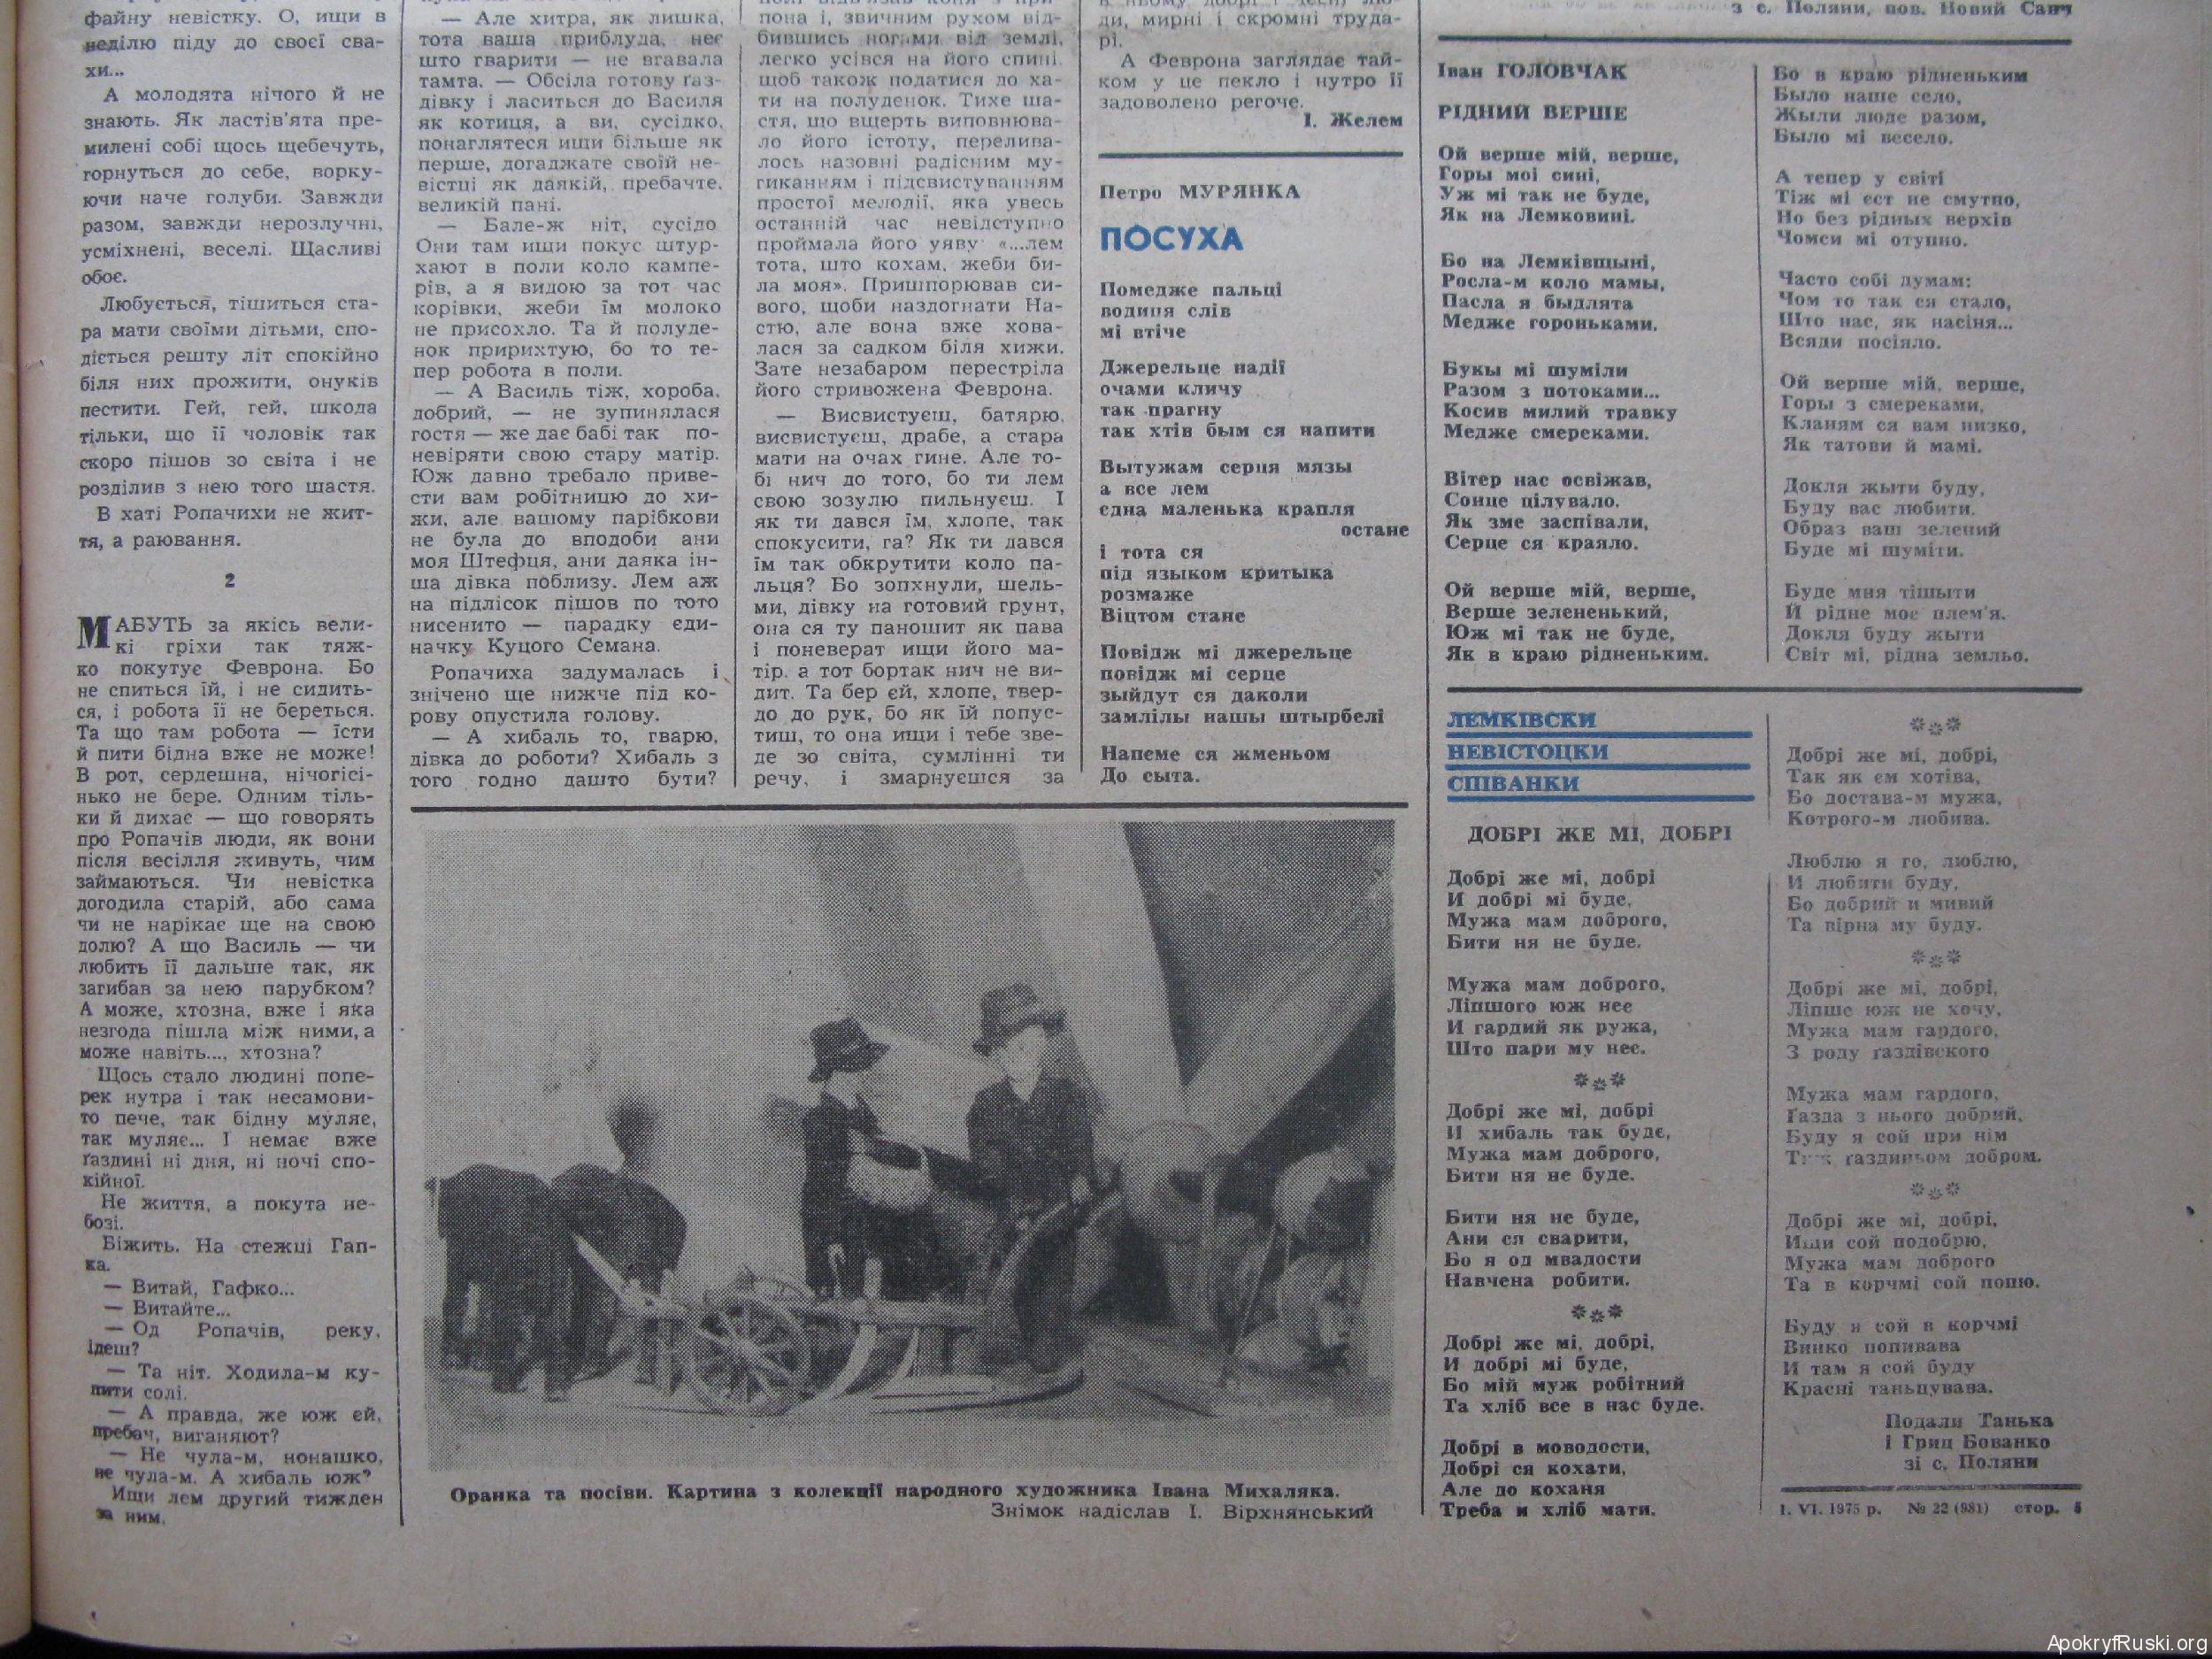 файну невістку. О, ищи в
неділю піду до своєї сва-
хи...
А молодята нічого й не
знають. Як ластів'ята пре-
милені собі щось щебечуть,
горнуться до себе, ворку-
ючи наче голуби. Завжди
разом, завжди нерозлучні,
усміхнені, веселі. Щасливі
обоє.
Любується, тішиться ста-
ра мати своїми дітьми, спо-
діється решту літ спокійно
біля них прожити, онуків
пестити. Гей, гей, шкода
тільки, що її чоловік так
скоро пішов зо світа і не
розділив з нею того щастя.
В хаті Ропачихи не жит-
тя, а раювання.
2
МАБУТЬ за якісь вели-
кі гріхи так тяж-
ко покутує Феврона. Бо
не спиться їй, і не сидить-
ся, і робота її не береться.
Та що там робота — їсти
й пити бідна вже не може!
В рот, сердешна, нічогісі-
нько не бере. Одним тіль-
ки й дихає — що говорять
про Ропачів люди, як вони
після весілля живуть, чим
займаються. Чи невістка
догодила старій, або сама
чи не нарікає ще на свою
долю? А що Василь — чи
любить її дальше так, як
загибав за нею парубком?
А може, хтозна, вже і яка
незгода пішла між ними, а
може навіть..., хтозна?
Щось стало людині попе-
рек нутра і так несамови-
то пече, так бідну муляє,
так муляє... І немає вже
ґаздині ні дня, ні ночі спо-
кійної.
Не життя, а покута не-
бозі.
Біжить. На стежці Гап-
ка.
— Витай, Гафко...
— Витайте...
— Од Ропачів, реку,
ідеш?
— Та ніт. Ходила-м ку-
пити солі.
— А правда, же юж єй,
пребач, виганяют?
— Не чула-м, нонашко,
не чула-м. А хибаль юж?
Ищи лем другий тижден
за ним.
— Але хитра, як лишка,
тота ваша приблуда, неє
што гварити — не вгавала
тамта. — Обсіла готову ґаз-
дівку і ласиться до Василя
як котиця, а ви, сусідко,
понаглятеся ищи більше як
перше, догаджате своїй не-
вістці як даякій, пребачте,
великій пані.
— Бале-ж ніт, сусідо
Они там ищи покус штур-
хают в поли коло кампе-
рів, а я видою за тот час
корівки, жеби їм молоко
не присохло. Та й полуде-
нок пририхтую, бо то те-
пер робота в поли.
— А Василь тіж, хороба,
добрий, — не зупинялася
гостя — же дає бабі так по-
невіряти свою стару матір.
Юж давно требало приве-
сти вам робітницю до хи-
жи, але вашому парібкови
не була до вподоби ани
моя Штефця, ани даяка ін-
ша дівка поблизу. Лем аж
на підлісок пішов по тото
нисенито — парадку єди-
начку Куцого Семана.
Ропачиха задумалась і
знічено ще нижче під ко-
рову опустила голову.
— А хибаль то, гварю,
дівка до роботи? Хибаль з
того годно дашто бути?
пона і, звичним рухом від-
бившись ногами від землі,
легко усівся на його спині.
щоб також податися до ха-
ти на полуденок. Тихе ща-
стя, що вщерть виповнюва-
ло його істоту, перелива-
лось назовні радісним му-
гиканням і підсвистуванням
простої мелодії, яка увесь
останній час невідступно
проймала його уяву «...лем
тота, што кохам, жеби би-
ла моя». Пришпорював си-
вого, щоби наздогнати На-
стю, але вона вже хова-
лася за садком біля хижи.
Зате незабаром перестріла
його стривожена Феврона.
— Висвистуєш, батярю,
висвистуєш, драбе, а стара
мати на очах гине. Але то-
бі нич до того, бо ти лем
свою зозулю пильнуєш. І
як ти дався їм, хлопе, так
спокусити, га? Як ти дався
їм так обкрутити коло па-
льця? Бо зопхнули, шель-
ми, дівку на готовий грунт,
она ся ту паношит як пава
і поневерат ищи його ма-
тір. а тот бортак нич не ви-
дит. Та бер єй, хлопе, твер-
до до рук, бо як їй попус-
тиш, то она ищи і тебе зве-
де зо світа, сумлінні ти
речу, і змарнуєшся за
ди, мирні і скромні труда-
рі.
А Феврона заглядає тай-
ком у це пекло і нутро її
задоволено регоче.
І. Желем
Петро МУРЯНКА
ПОСУХА
Помедже пальці
водиця слів
мі втіче
Джерельце надії
очами кличу
так прагну
так хтів бым ся напити
Вытужам серця мязы
а все лем
єдна маленька крапля
остане
і тота ся
під языком критыка
розмаже
Віцтом стане
Повідж мі джерельце
повідж мі серце
зыйдут ся даколи
замлілы нашы штырбелі
Напеме ся жменьом
До сыта.
Оранка та посіви. Картина з колекції народного художника Івана Михаляка.
Знімок надіслав І. Вірхнянський
з с. Поляни, пов. Новий Санч
Іван ГОЛОВЧАК
РІДНИЙ ВЕРШЕ
Ой верше мій, верше,
Горы мої сині,
Уж мі так не буде,
Як на Лемковині.
Бо на Лемківщыні,
Росла-м коло мамы,
Пасла я быдлята
Медже гороньками.
Букы мі шуміли
Разом з потоками...
Косив милий травку
Медже смереками.
Вітер нас освіжав,
Сонце цілувало.
Як зме заспівали,
Серце ся краяло.
Ой верше мій, верше,
Верше зелененький,
Юж мі так не буде,
Як в краю рідненьким.
Бо в краю рідненьким
Было наше село,
Жыли люде разом,
Было мі весело.
А тепер у світі
Тіж мі єст не смутно,
Но без рідных верхів
Чомси мі отупно.
Часто собі думам:
Чом то так ся стало,
Што нас, як насіня...
Всяди посіяло.
Ой верше мій, верше,
Горы з смереками,
Кланям ся вам низко,
Як татови й мамі.
Докля жыти буду,
Буду вас любити.
Образ ваш зелений
Буде мі шуміти.
Буде мня тішыти
Й рідне моє плем'я.
Докля буду жыти
Світ мі, рідна земльо.
ЛЕМКІВСКИ
НЕВІСТОЦКИ
СПІВАНКИ
ДОБРІ ЖЕ МІ, ДОБРІ
Добрі же мі, добрі
И добрі мі буде,
Мужа мам доброго,
Бити ня не буде.
Мужа мам доброго,
Ліпшого юж неє
И гардий як ружа,
Што пари му неє.
Добрі же мі, добрі
И хибаль так буде,
Мужа мам доброго,
Бити ня не буде.
Бити ня не буде,
Ани ся сварити,
Бо я од мвадости
Навчена робити.
Добрі же мі, добрі,
И добрі мі буде,
Бо мій муж робітний
Та хліб все в нас буде.
Добрі в моводости,
Добрі ся кохати,
Але до коханя
Треба и хліб мати.
Добрі же мі, добрі,
Так як єм хотіва,
Бо достава-м мужа,
Котрого-м любива.
Люблю я го, люблю,
И любити буду,
Бо добрий и мивий
Та вірна му буду.
Добрі же мі, добрі,
Ліпше юж не хочу,
Мужа мам гардого,
З роду ґаздівского
Мужа мам гардого,
Ґазда з нього добрий,
Буду я сой при нім
ґаздиньом добром.
Добрі же мі, добрі,
Ищи сой подобрю,
Мужа мам доброго
Та в корчмі сой попю.
Буду я сой в корчмі
Винко попивава
И там я сой буду
Красні таньцувава.
Подали Танька
і Гриц Бованко
зі с. Поляни
1. VI. 1975 р. № 22 (981) стор. 5
ApokryfRuski.org